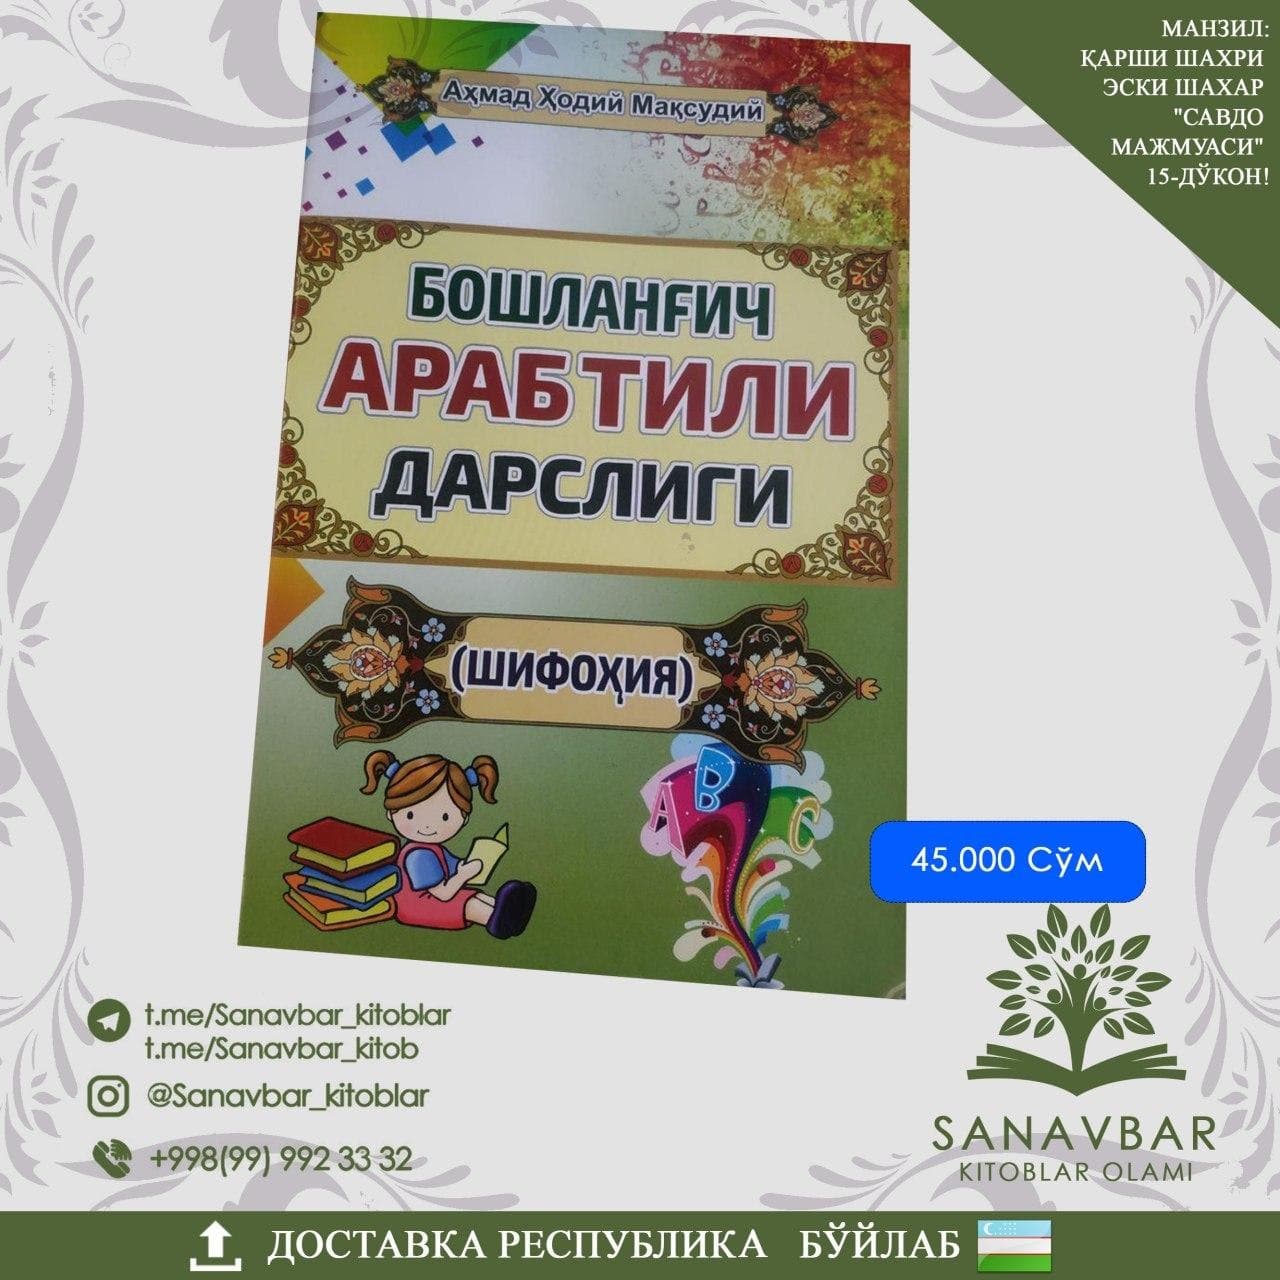 МАНЗИЛ:
ҚАРШИ ШАХРИ
ЭСКИ ШАХАР
"САВДО
МАЖМУАСИ"
15-ДЎКОН!
Аҳмад Ҳодий Мақсудий
БОШЛАНҒИЧ
АРАБ ТИЛИ
ДАРСЛИГИ
(ШИФОҲИЯ)
A B C
45.000 Сўм
t.me/Sanavbar_kitoblar
t.me/Sanavbar_kitob
@Sanavbar_kitoblar
+998(99) 992 33 32
SANAVBAR
KITOBLAR OLAMI
ДОСТАВКА РЕСПУБЛИКА БЎЙЛАБ